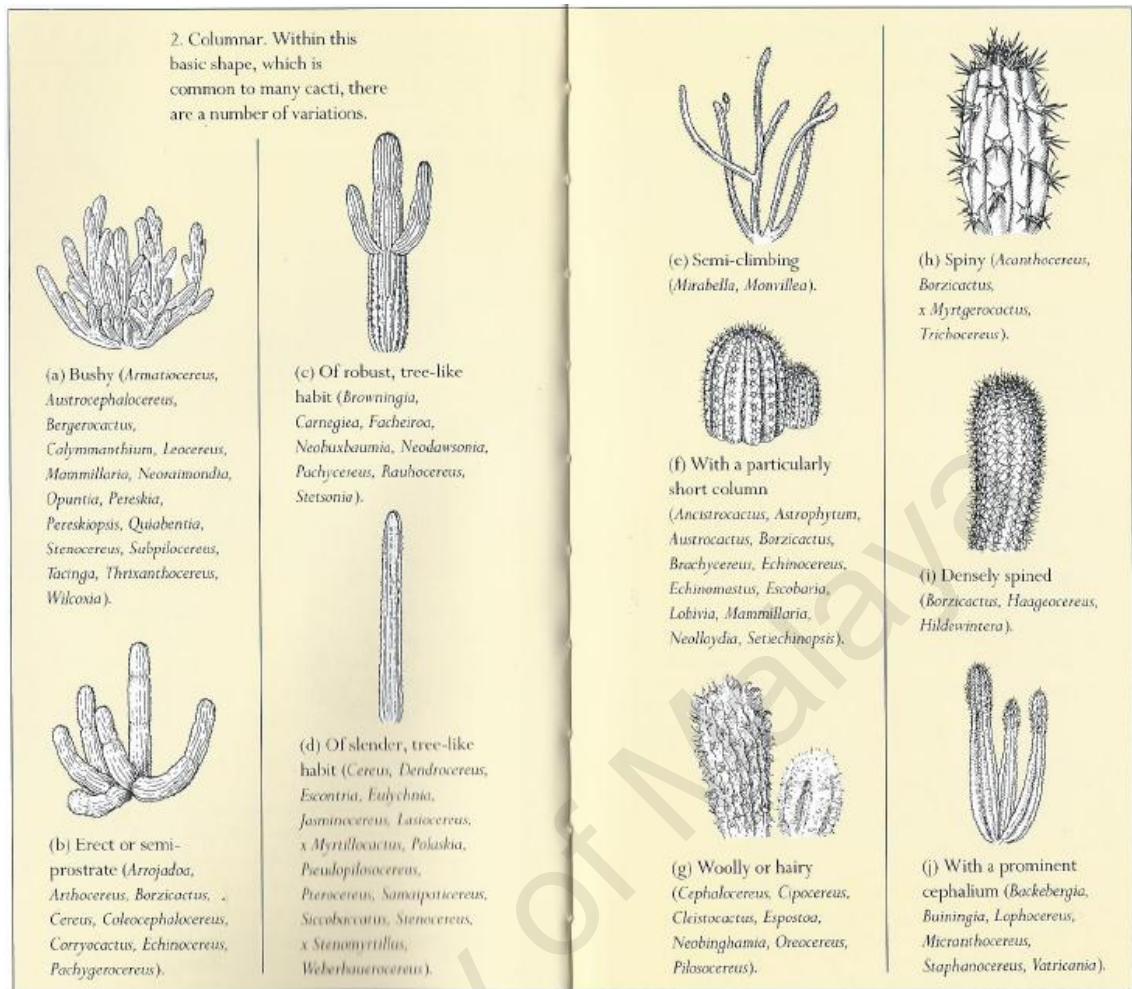 2. Columnar. Within this
basic shape, which is
common to many cacti, there
are a number of variations.
(a) Bushy (Armatiocereus,
Austrocephalocereus,
Bergerocactus,
Calymmanthium, Leocereus,
Mammillaria, Neoraimondia,
Opuntia, Pereskia,
Pereskiopsis, Quiabentia,
Stenocereus, Subpilocereus,
Tacinga, Thrixanthocereus,
Wilcoxia).
(b) Erect or semi-
prostrate (Arrojadoa,
Arthocereus, Borzicactus,
Cereus, Coleocephalocereus,
Corryocactus, Echinocereus,
Pachygerocereus).
(c) Of robust, tree-like
habit (Browningia,
Carnegiea, Facheiroa,
Neobuxbaumia, Neodawsonia,
Pachycereus, Rauhocereus,
Stetsonia).
(d) Of slender, tree-like
habit (Cereus, Dendrocereus,
Escontria, Eulychnia,
Jasminocereus, Lasiocereus,
x Myrtillocactus, Polaskia,
Pseudopilosocereus,
Pterocereus, Samaipaticereus,
Siccobaccatus, Stenocereus,
x Stenomyrtillus,
Weberbauerocereus).
(e) Semi-climbing
(Mirabella, Monvillea).
(f) With a particularly
short column
(Ancistrocactus, Astrophytum,
Austrocactus, Borzicactus,
Brachycereus, Echinocereus,
Echinomastus, Escobaria,
Lobivia, Mammillaria,
Neolloydia, Setiechinopsis).
(g) Woolly or hairy
(Cephalocereus, Cipocereus,
Cleistocactus, Espostoa,
Neobinghamia, Oreocereus,
Pilosocereus).
(h) Spiny (Acanthocereus,
Borzicactus,
x Myrtgerocactus,
Trichocereus).
(i) Densely spined
(Borzicactus, Haageocereus,
Hildewintera).
(j) With a prominent
cephalium (Backebergia,
Buiningia, Lophocereus,
Micranthocereus,
Staphanocereus, Vatricania).
of Malaya